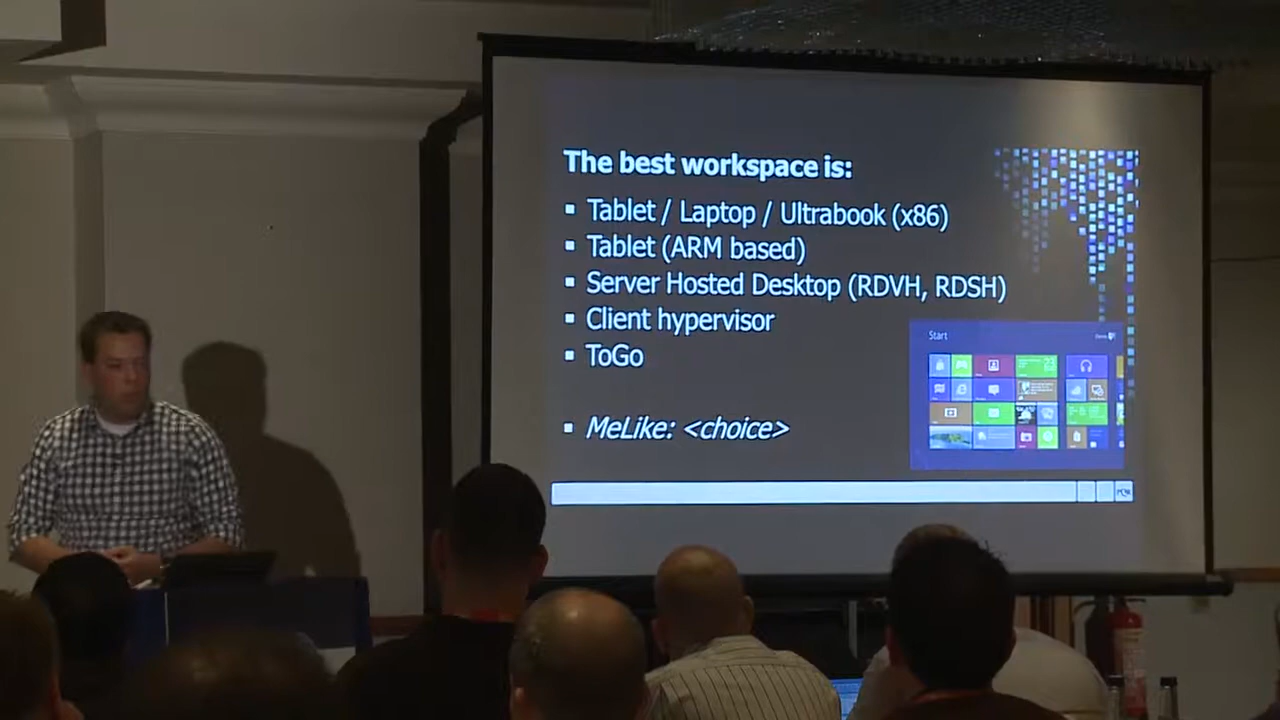 The best workspace is:
▪ Tablet / Laptop / Ultrabook (x86)
▪ Tablet (ARM based)
▪ Server Hosted Desktop (RDVH, RDSH)
▪ Client hypervisor
▪ ToGo
▪ MeLike: <choice>
Start